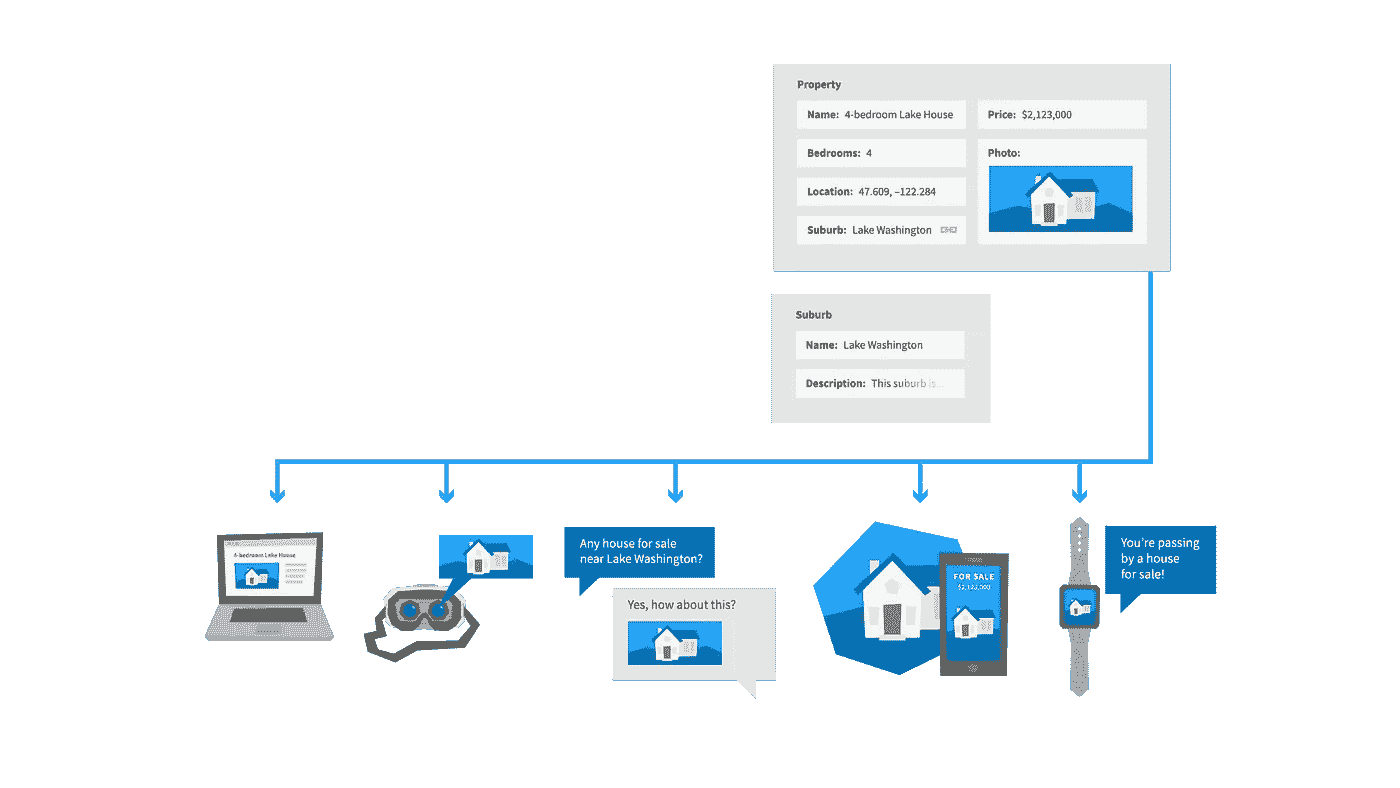 Property
Name: 4-bedroom Lake House
Price: $2,123,000
Bedrooms: 4
Photo:
Location: 47.609, –122.284
Suburb: Lake Washington
Suburb
Name: Lake Washington
Description: This suburb is...
4-bedroom Lake House
Any house for sale
near Lake Washington?
Yes, how about this?
FOR SALE
$2,123,000
You're passing
by a house
for sale!